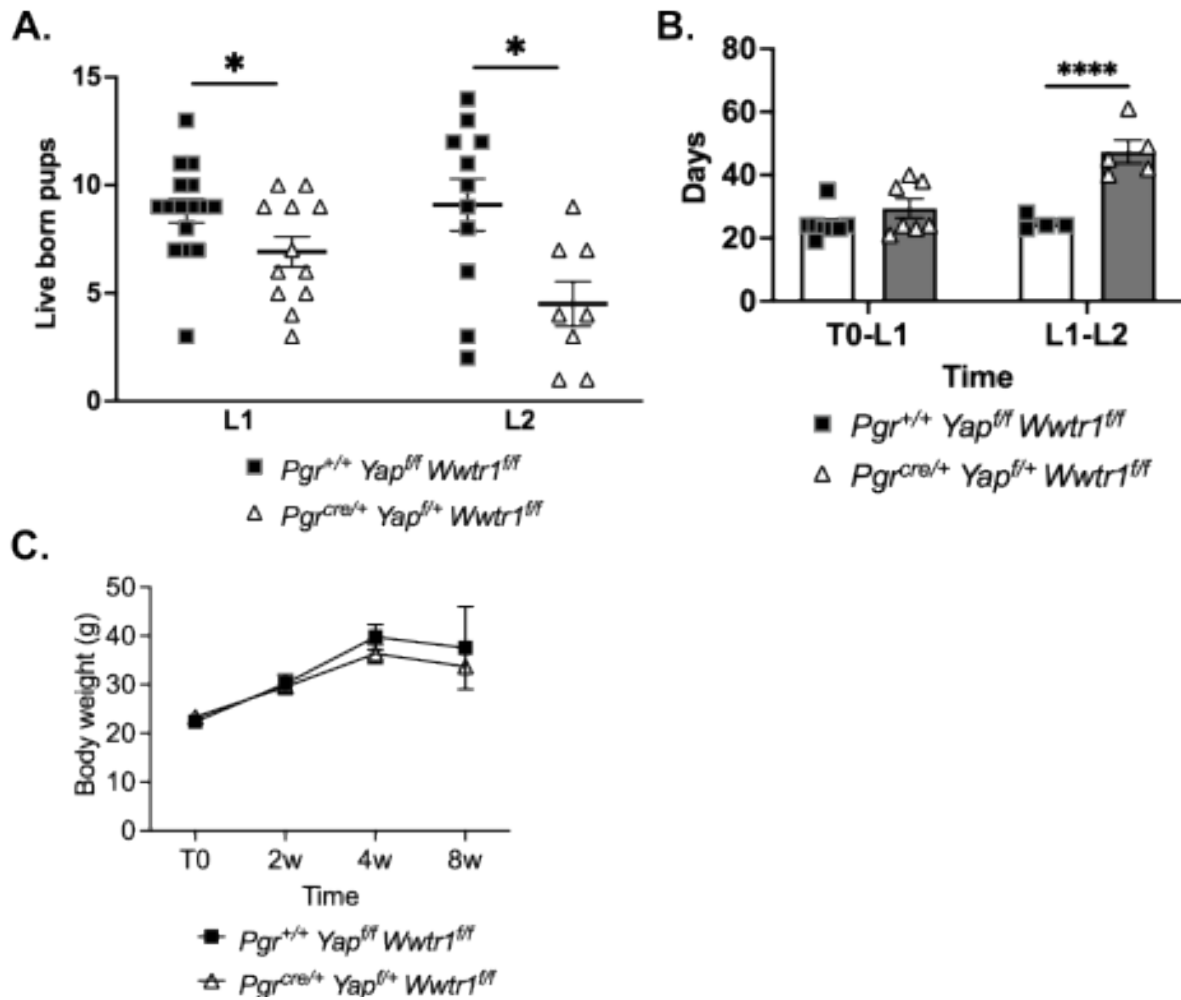 A.
*
*
15
10
5
0
Live born pups
L1
L2
■ Pgr+/+ Yapf/f Wwtr1f/f
△ Pgrcre/+ Yapf/+ Wwtr1f/f
B.
80
60
40
20
0
Days
****
T0-L1
L1-L2
Time
■ Pgr+/+ Yapf/f Wwtr1f/f
△ Pgrcre/+ Yapf/+ Wwtr1f/f
C.
50
40
30
20
10
0
Body weight (g)
T0
2w
4w
8w
Time
Pgr+/+ Yapf/f Wwtr1f/f
Pgrcre/+ Yapf/+ Wwtr1f/f